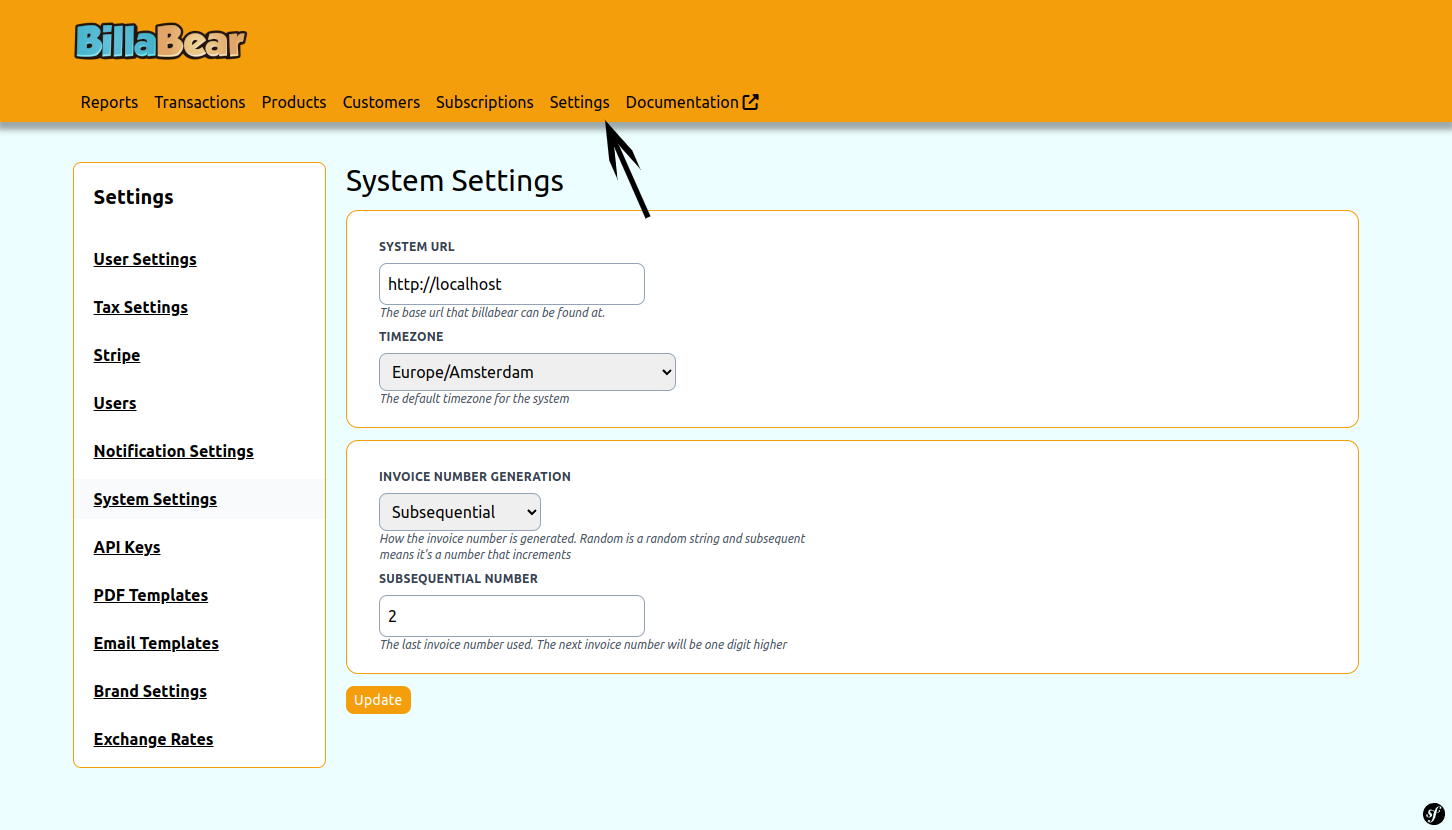 BillaBear
Reports Transactions Products Customers Subscriptions Settings Documentation
Settings
User Settings
Tax Settings
Stripe
Users
Notification Settings
System Settings
API Keys
PDF Templates
Email Templates
Brand Settings
Exchange Rates
System Settings
SYSTEM URL
http://localhost
The base url that billabear can be found at.
TIMEZONE
Europe/Amsterdam
The default timezone for the system
INVOICE NUMBER GENERATION
Subsequential
How the invoice number is generated. Random is a random string and subsequent
means it's a number that increments
SUBSEQUENTIAL NUMBER
2
The last invoice number used. The next invoice number will be one digit higher
Update
sf